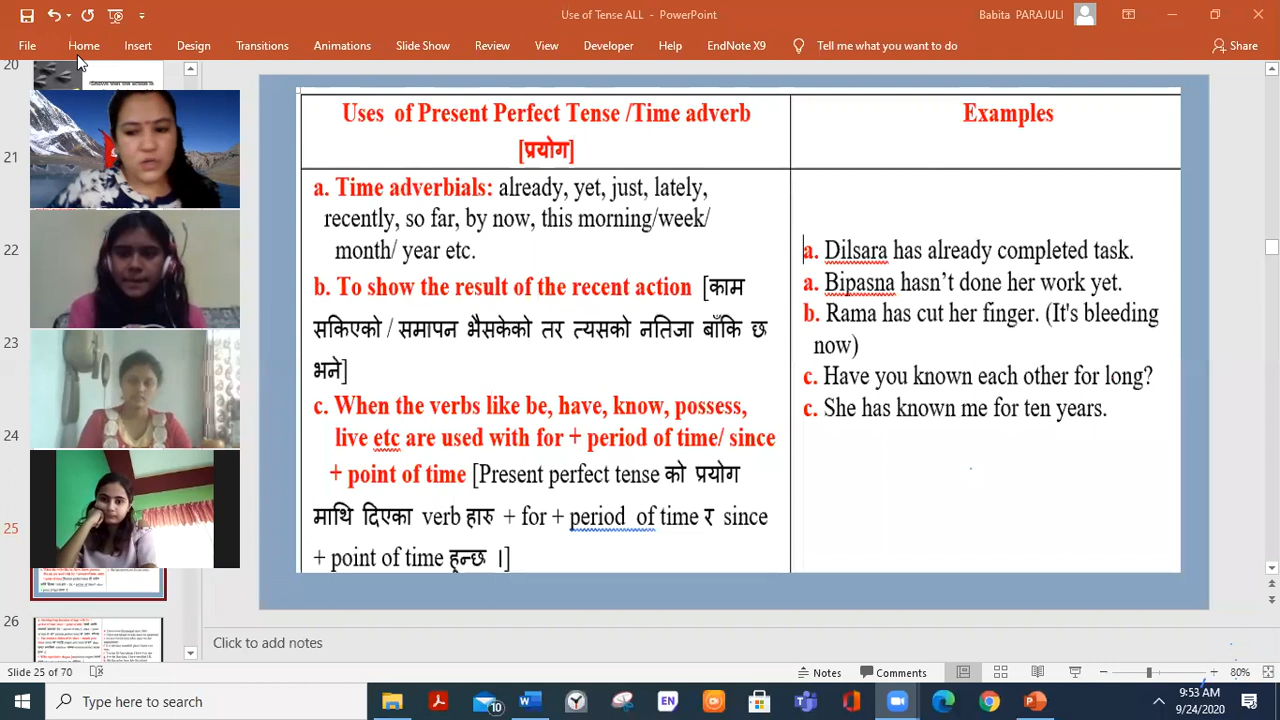 Use of Tense ALL - PowerPoint
Babita PARAJULI
File Home Insert Design Transitions Animations Slide Show Review View Developer Help EndNote X9 Tell me what you want to do Share
20
21
22
23
24
25
26
Uses of Present Perfect Tense /Time adverb
[प्रयोग]
Examples
a. Time adverbials: already, yet, just, lately,
recently, so far, by now, this morning/week/
month/ year etc.
b. To show the result of the recent action [काम
सकिएको / समापन भैसकेको तर त्यसको नतिजा बाँकि छ
भने]
c. When the verbs like be, have, know, possess,
live etc are used with for + period of time/ since
+ point of time [Present perfect tense को प्रयोग
माथि दिएका verb हारु + for + period of time र since
+ point of time हुन्छ ।]
a. Dilsara has already completed task.
a. Bipasna hasn't done her work yet.
b. Rama has cut her finger. (It's bleeding
now)
c. Have you known each other for long?
c. She has known me for ten years.
Click to add notes
Slide 25 of 70
Notes
Comments
80%
Type here to search
10
EN
9:53 AM
9/24/2020